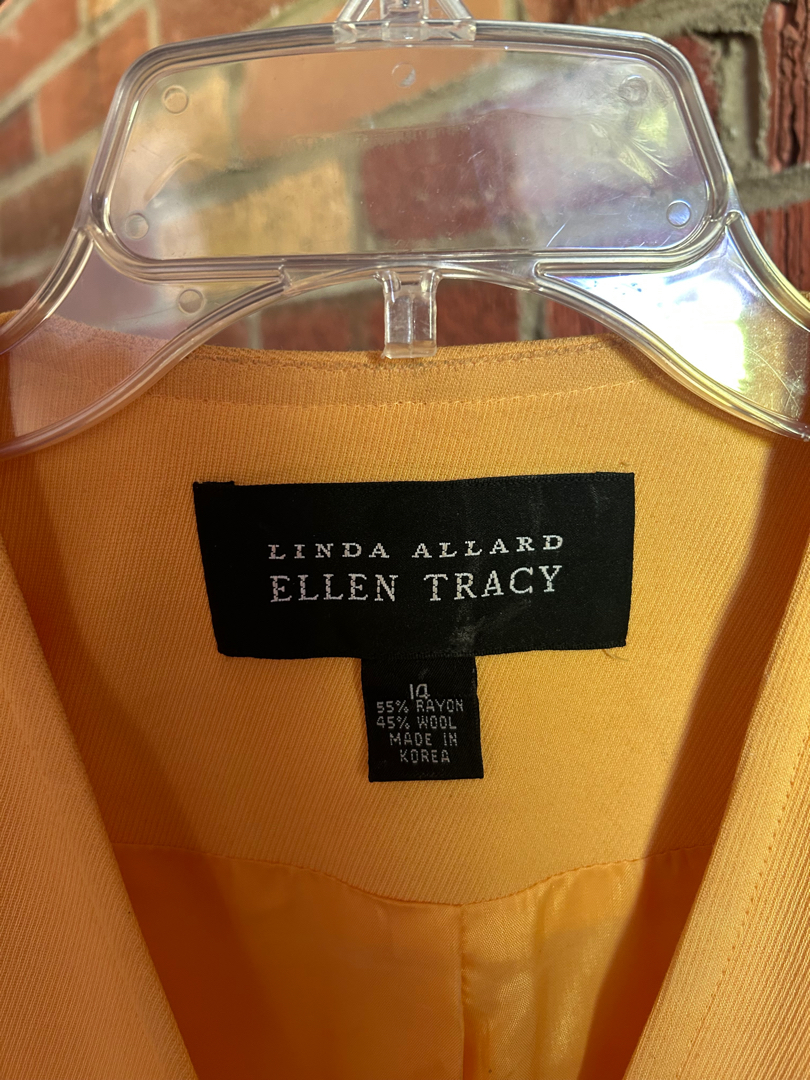 LINDA ALLARD
ELLEN TRACY
14
55% RAYON
45% WOOL
MADE IN
KOREA